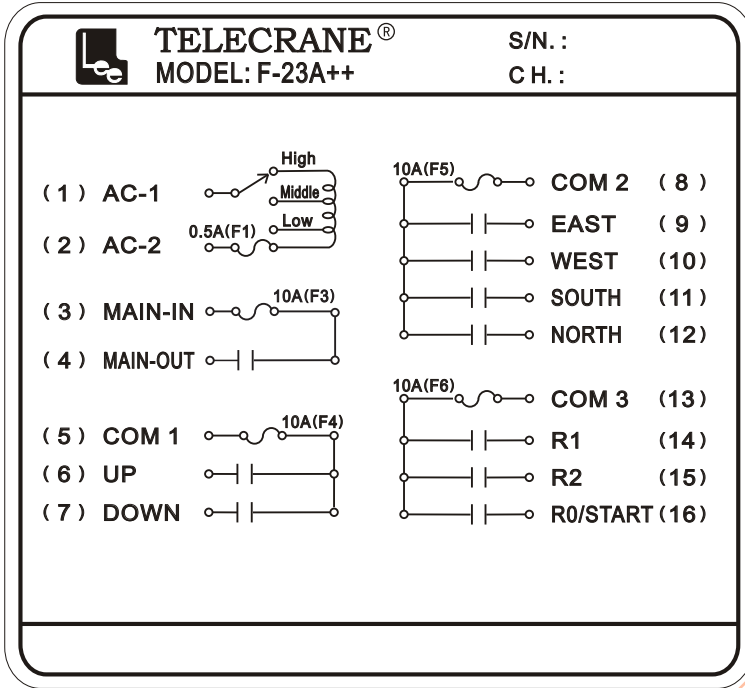 Lee
TELECRANE®
MODEL: F-23A++
S/N. :
C H. :
( 1 ) AC-1
High
Middle
Low
( 2 ) AC-2
0.5A(F1)
( 3 ) MAIN-IN
10A(F3)
( 4 ) MAIN-OUT
( 5 ) COM 1
10A(F4)
( 6 ) UP
( 7 ) DOWN
10A(F5)
COM 2 ( 8 )
EAST ( 9 )
WEST (10)
SOUTH (11)
NORTH (12)
10A(F6)
COM 3 (13)
R1 (14)
R2 (15)
R0/START (16)